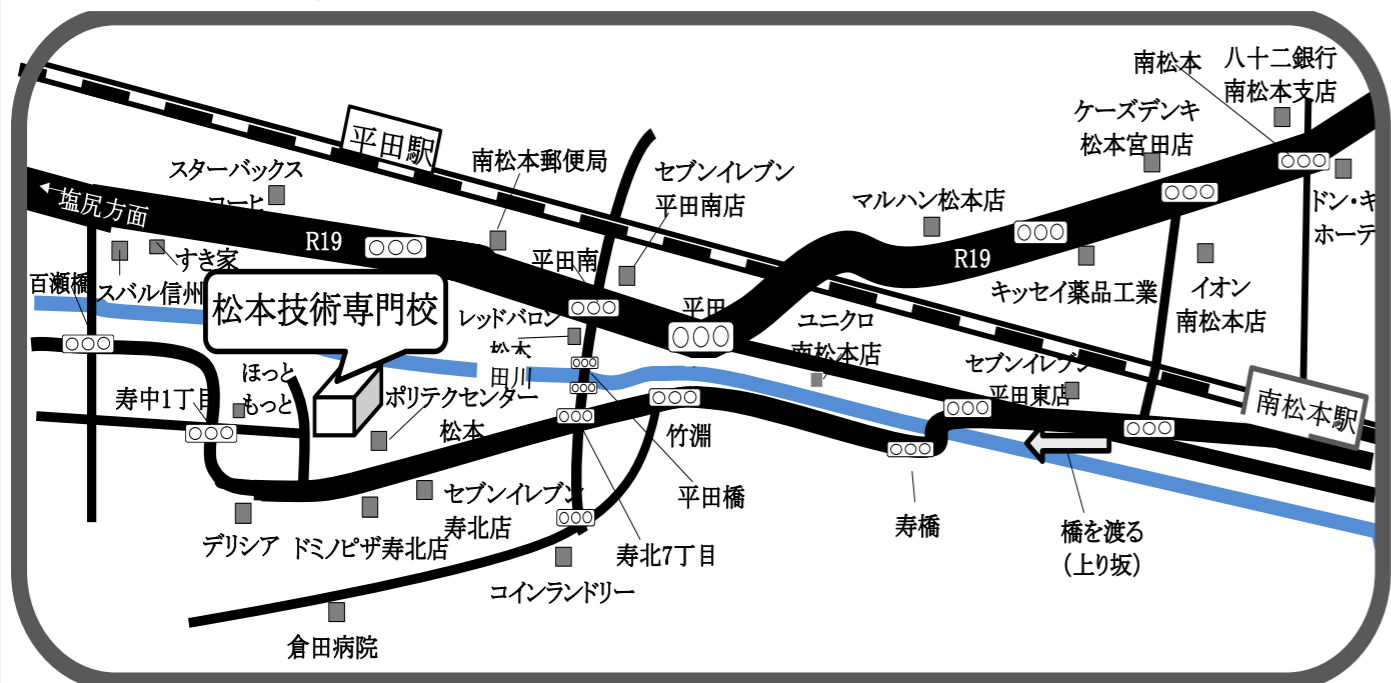 南松本
八十二銀行
南松本支店
ケーズデンキ
松本宮田店
平田駅
南松本郵便局
セブンイレブン
平田南店
スターバックス
コーヒ
マルハン松本店
ドン・キ
ホーテ
←塩尻方面
R19
R19
すき家
平田南
百瀬橋
スバル信州
キッセイ薬品工業
イオン
南松本店
松本技術専門校
平田
レッドバロン
松本
ユニクロ
南松本店
田川
セブンイレブン
平田東店
南松本駅
ほっと
もっと
寿中1丁目
ポリテクセンター
松本
竹淵
平田橋
セブンイレブン
寿北店
寿橋
橋を渡る
(上り坂)
デリシア
ドミノピザ寿北店
寿北7丁目
コインランドリー
倉田病院